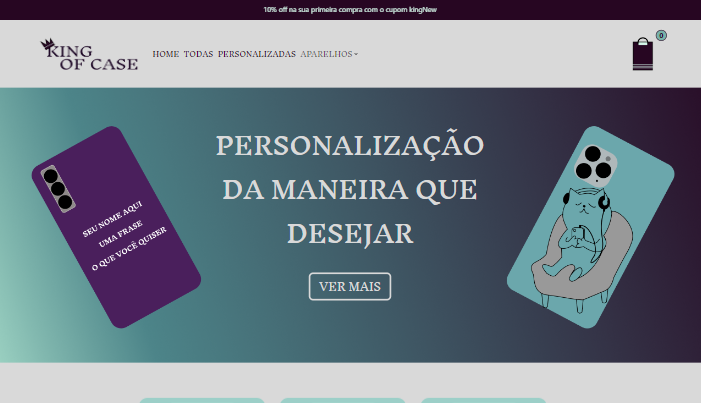 10% off na sua primeira compra com o cupom kingNew
KING
OF CASE
HOME TODAS PERSONALIZADAS APARELHOS
0
PERSONALIZAÇÃO
DA MANEIRA QUE
DESEJAR
VER MAIS
SEU NOME AQUI
UMA FRASE
O QUE VOCÊ QUISER